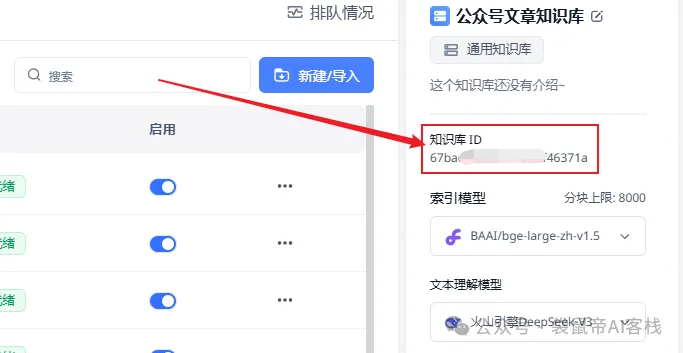 排队情况
搜索
新建/导入
启用
绪
绪
绪
•••
•••
•••
公众号文章知识库
通用知识库
这个知识库还没有介绍~
知识库 ID
67ba
46371a
索引模型
分块上限: 8000
BAAI/bge-large-zh-v1.5
文本理解模型
火山引擎DeepSeek-V3
公众号 · 袋鼠帝AI客栈